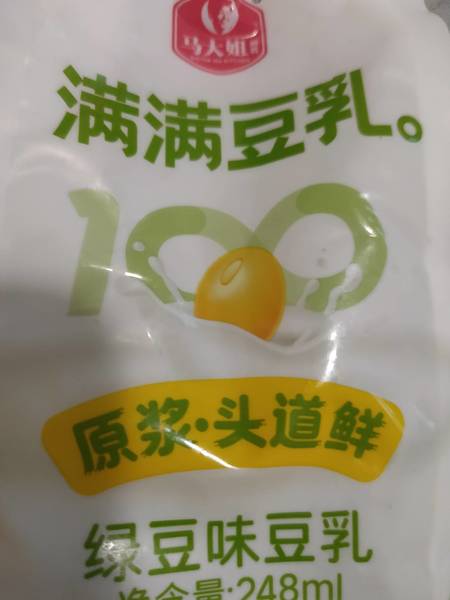 马大姐
满满豆乳。
100
原浆·头道鲜
绿豆味豆乳
净含量:248ml